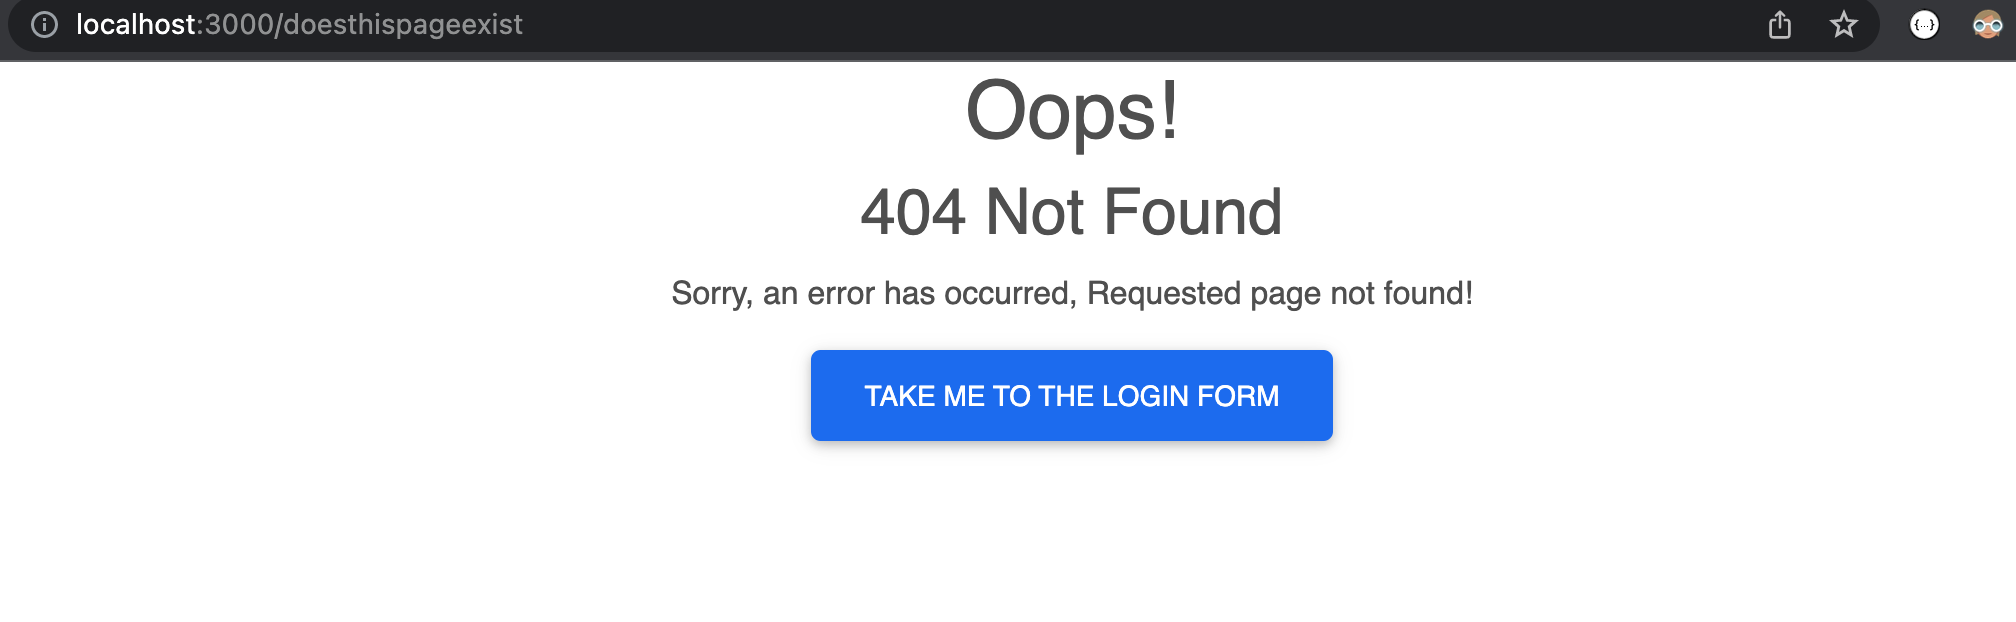 localhost:3000/doesthispageexist
{...}
Oops!
404 Not Found
Sorry, an error has occurred, Requested page not found!
TAKE ME TO THE LOGIN FORM